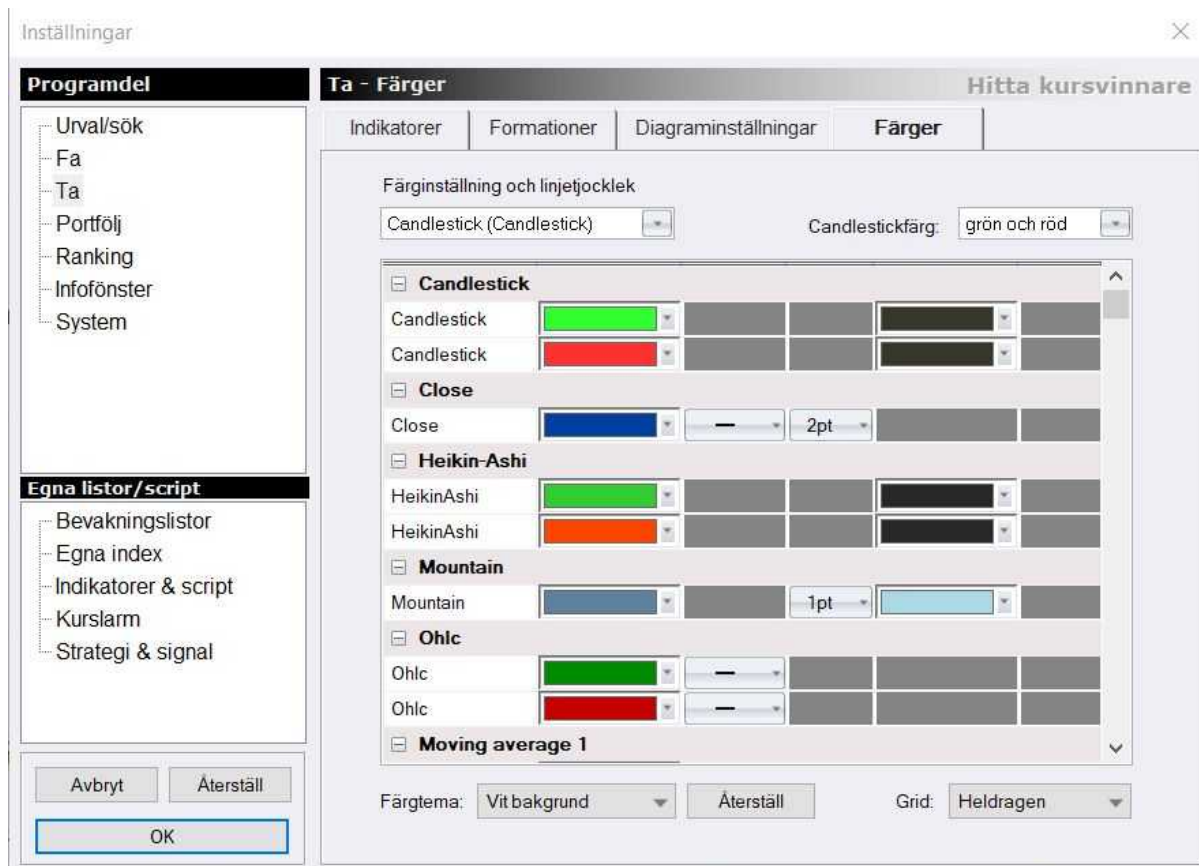 Inställningar
Programdel
Urval/sök
Fa
Ta
Portfölj
Ranking
Infofönster
System
Egna listor/script
Bevakningslistor
Egna index
Indikatorer & script
Kurslarm
Strategi & signal
Avbryt
Återställ
OK
Ta - Färger
Hitta kursvinnare
Indikatorer
Formationer
Diagraminställningar
Färger
Färginställning och linjetjocklek
Candlestick (Candlestick)
Candlestickfärg:
grön och röd
Candlestick
Candlestick
Candlestick
Close
Close
2pt
Heikin-Ashi
HeikinAshi
HeikinAshi
Mountain
Mountain
1pt
Ohlc
Ohlc
Ohlc
Moving average 1
Färgtema:
Vit bakgrund
Återställ
Grid:
Heldragen